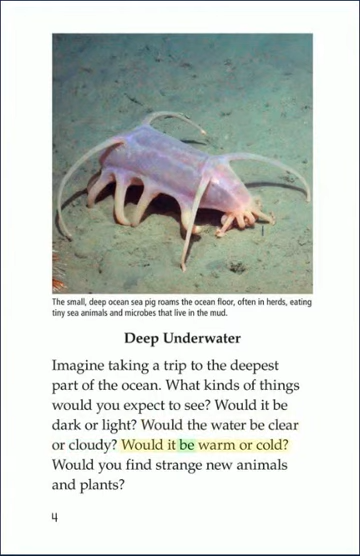 The small, deep ocean sea pig roams the ocean floor, often in herds, eating
tiny sea animals and microbes that live in the mud.
Deep Underwater
Imagine taking a trip to the deepest
part of the ocean. What kinds of things
would you expect to see? Would it be
dark or light? Would the water be clear
or cloudy? Would it be warm or cold?
Would you find strange new animals
and plants?
4